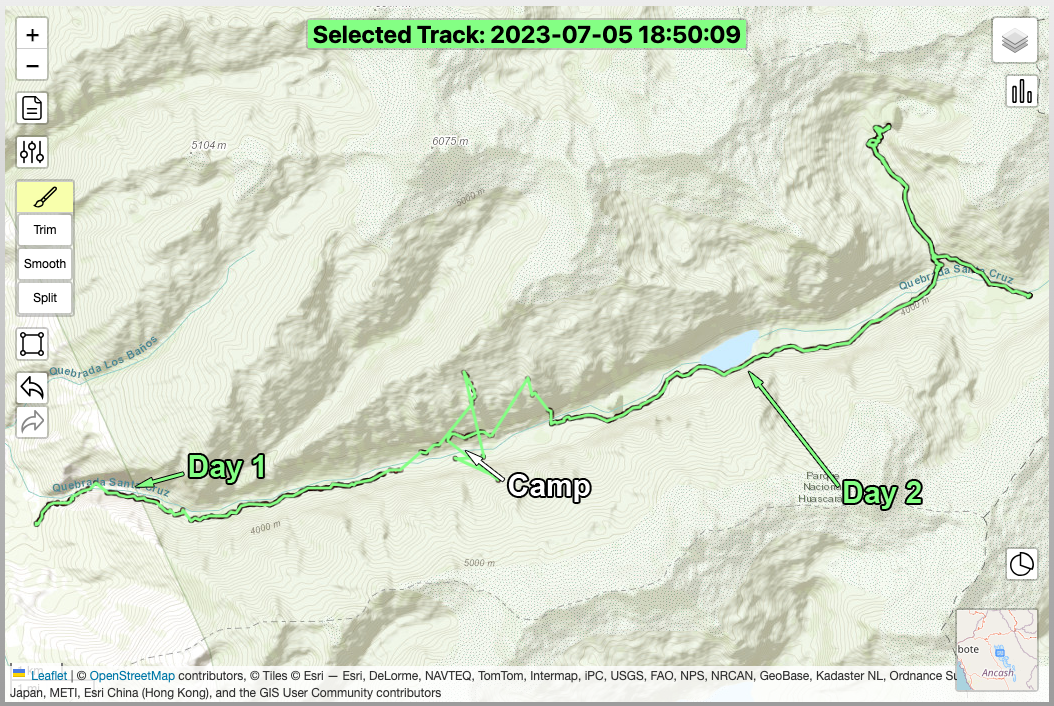 Selected Track: 2023-07-05 18:50:09
+
−
5104 m
6075 m
5000 m
Trim
Smooth
Split
Quebrada Santa Cruz
4000 m
Quebrada Los Baños
Day 1
Quebrada Santa Cruz
Camp
Day 2
Parque
Nacional
Huascarán
4000 m
5000 m
bote
Ancash
Leaflet | © OpenStreetMap contributors, © Tiles © Esri — Esri, DeLorme, NAVTEQ, TomTom, Intermap, iPC, USGS, FAO, NPS, NRCAN, GeoBase, Kadaster NL, Ordnance Su
Japan, METI, Esri China (Hong Kong), and the GIS User Community contributors